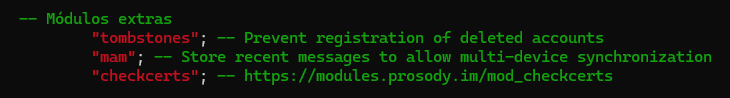 -- Módulos extras
"tombstones"; -- Prevent registration of deleted accounts
"mam"; -- Store recent messages to allow multi-device synchronization
"checkcerts"; -- https://modules.prosody.im/mod_checkcerts